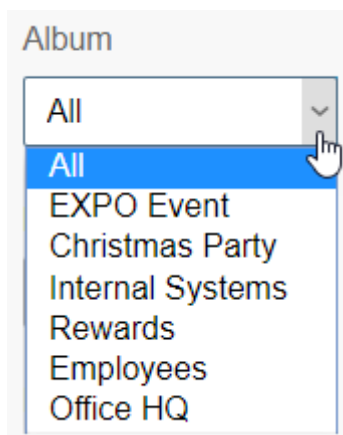 Album
All
All
EXPO Event
Christmas Party
Internal Systems
Rewards
Employees
Office HQ